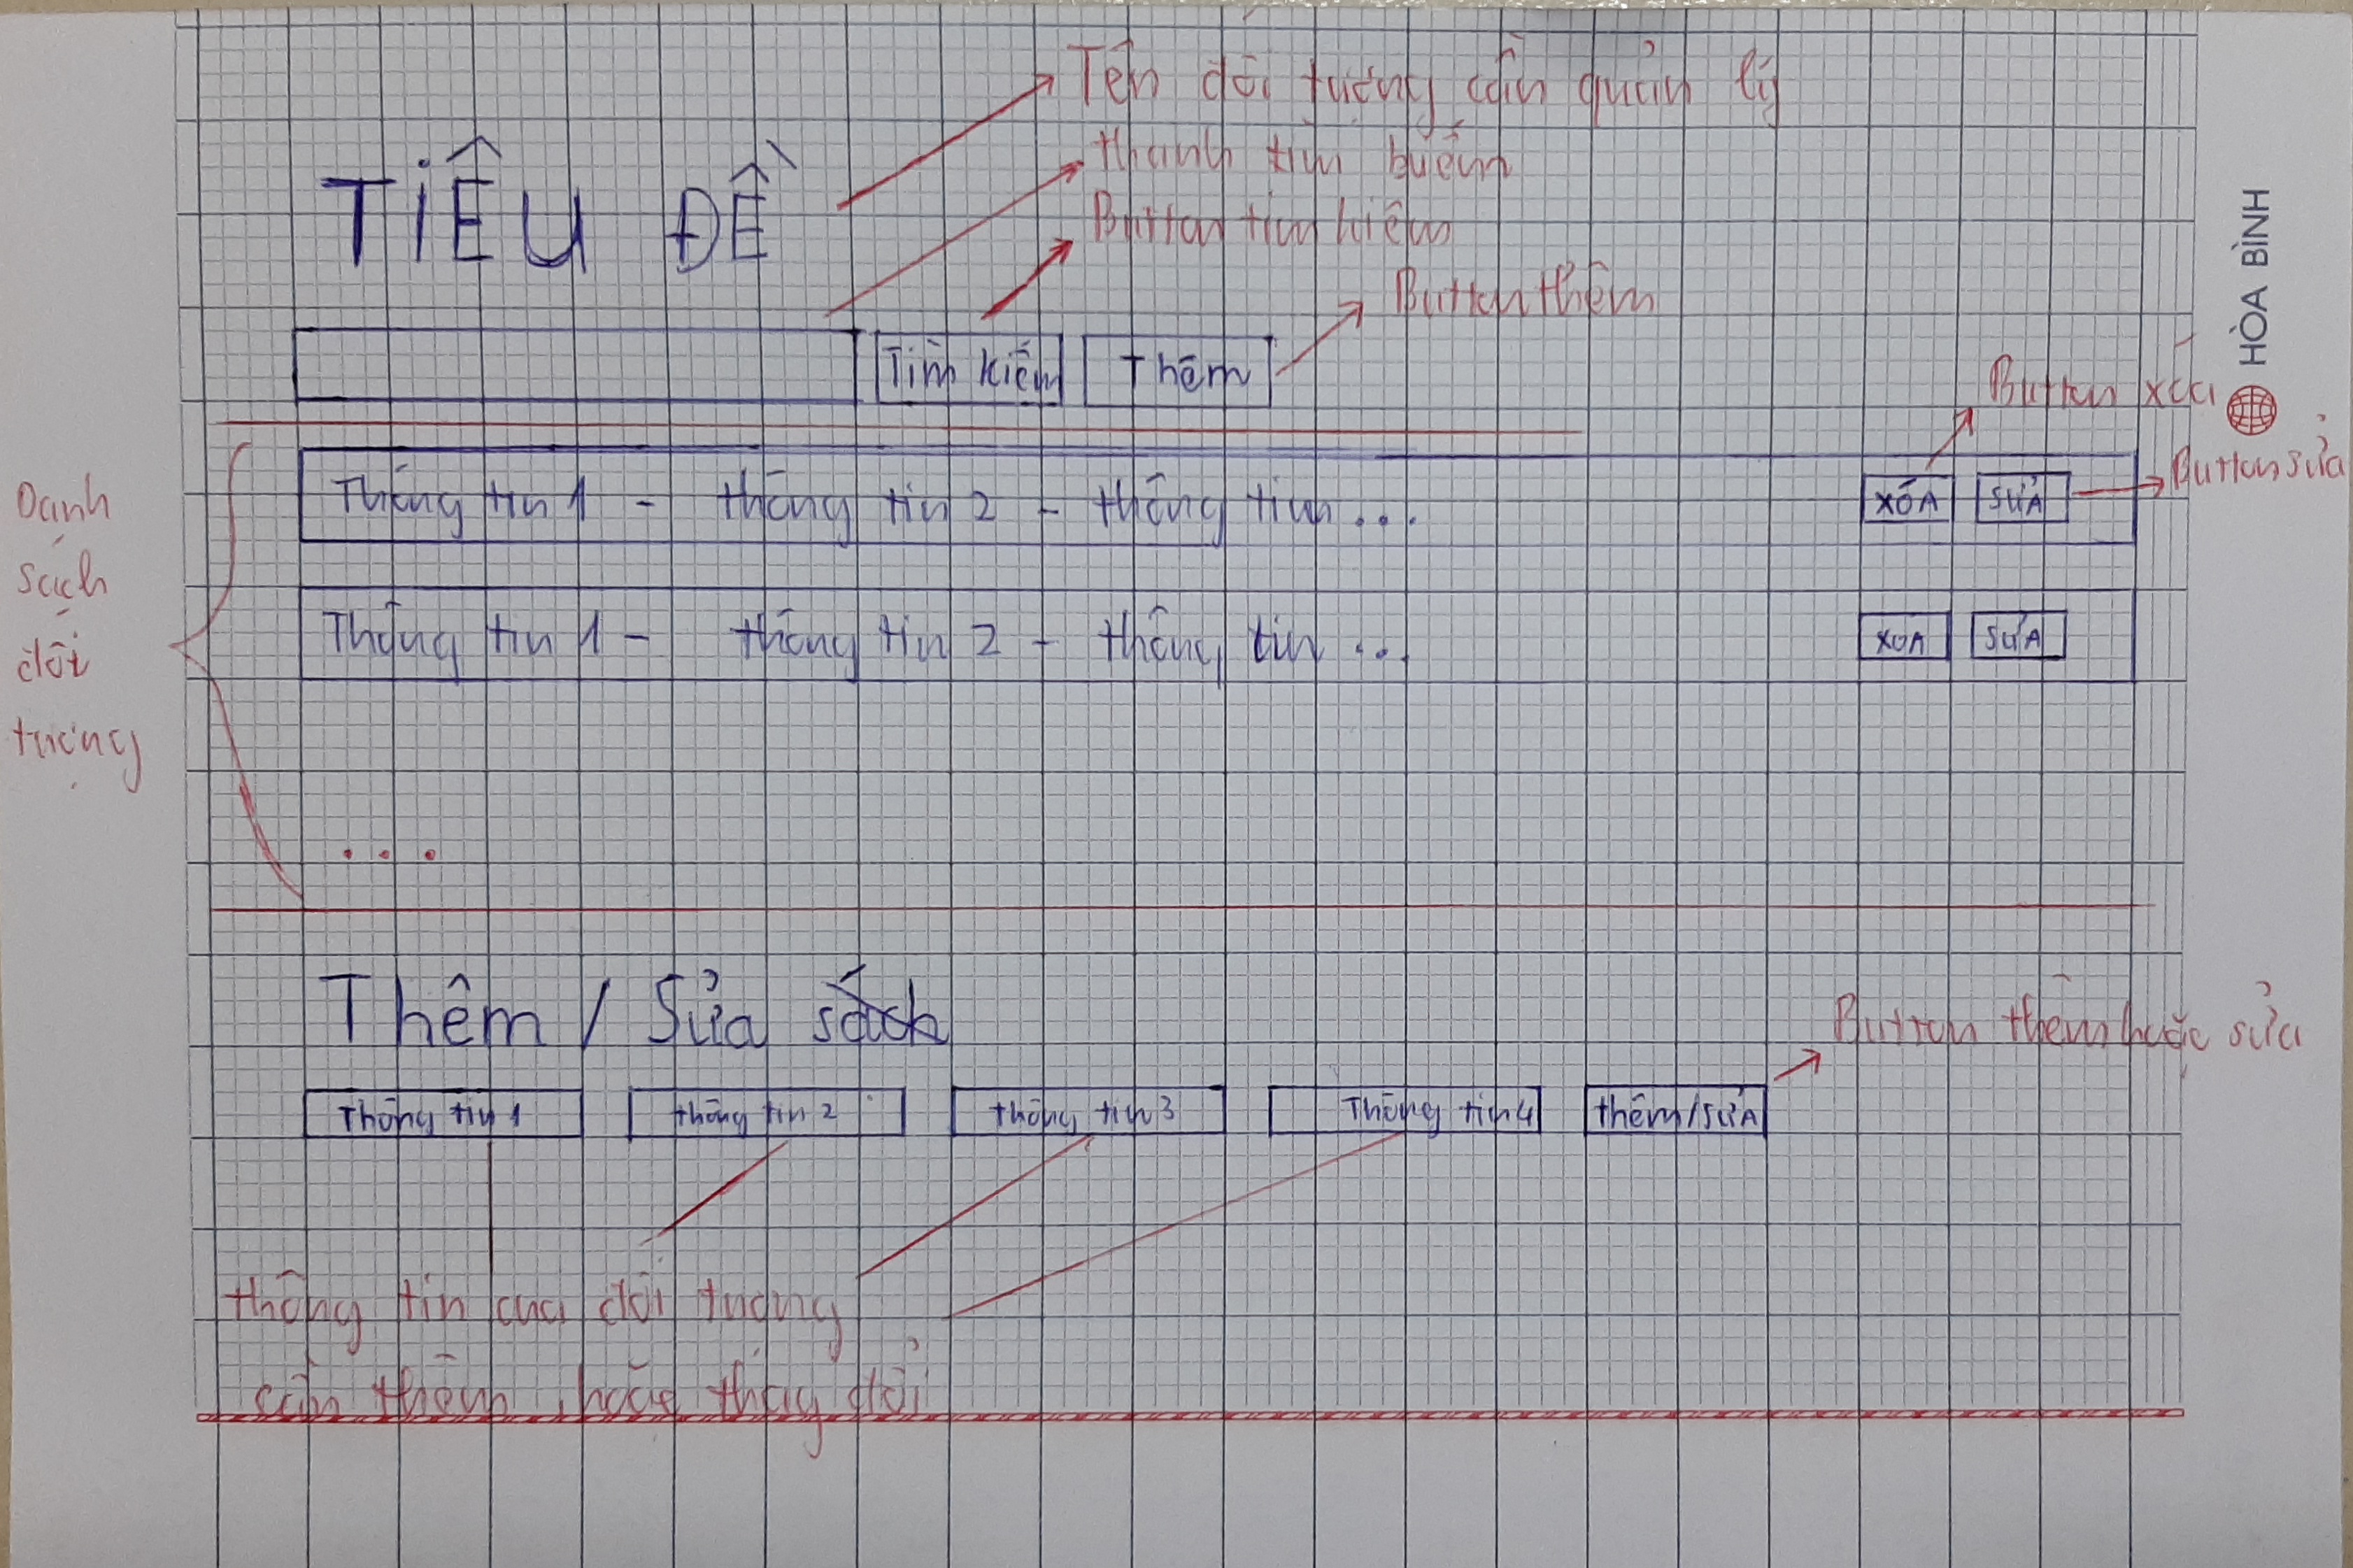 Tên đối tượng cần quản lý
thanh tìm kiếm
TIÊU ĐỀ
Button tìm kiếm
Button thêm
HÒA BÌNH
Tìm kiếm
Thêm
Button xóa
Button sửa
Danh
sách
đối
tượng
Thông tin 1 - thông tin 2 - thông tin ...
XÓA
SỬA
Thông tin 1 - thông tin 2 - thông tin ...
XÓA
SỬA
...
Thêm / Sửa sách
Button thêm hoặc sửa
Thông tin 1
thông tin 2
thông tin 3
Thông tin 4
thêm/SỬA
thông tin của đối tượng
cần thêm, hoặc thay đổi